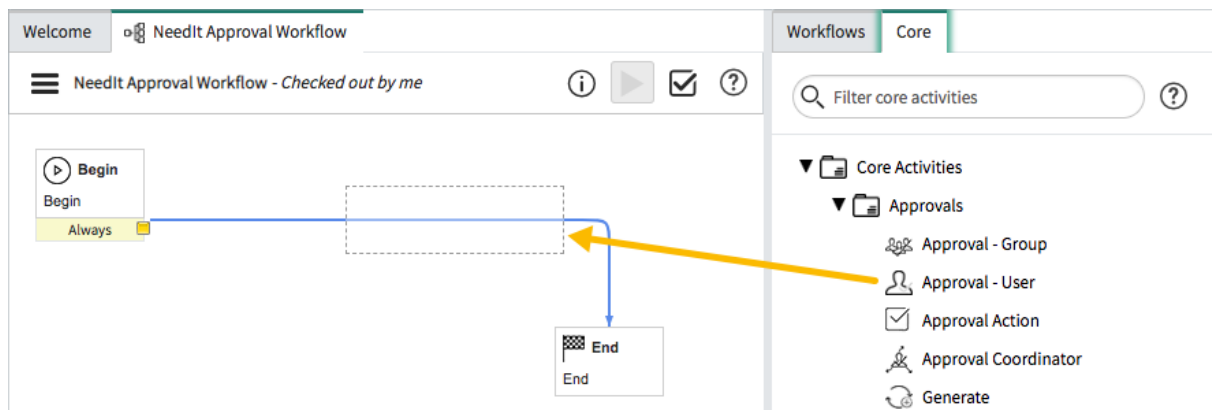 Welcome
NeedIt Approval Workflow
NeedIt Approval Workflow - Checked out by me
Begin
Begin
Always
End
End
Workflows
Core
Filter core activities
Core Activities
Approvals
Approval - Group
Approval - User
Approval Action
Approval Coordinator
Generate